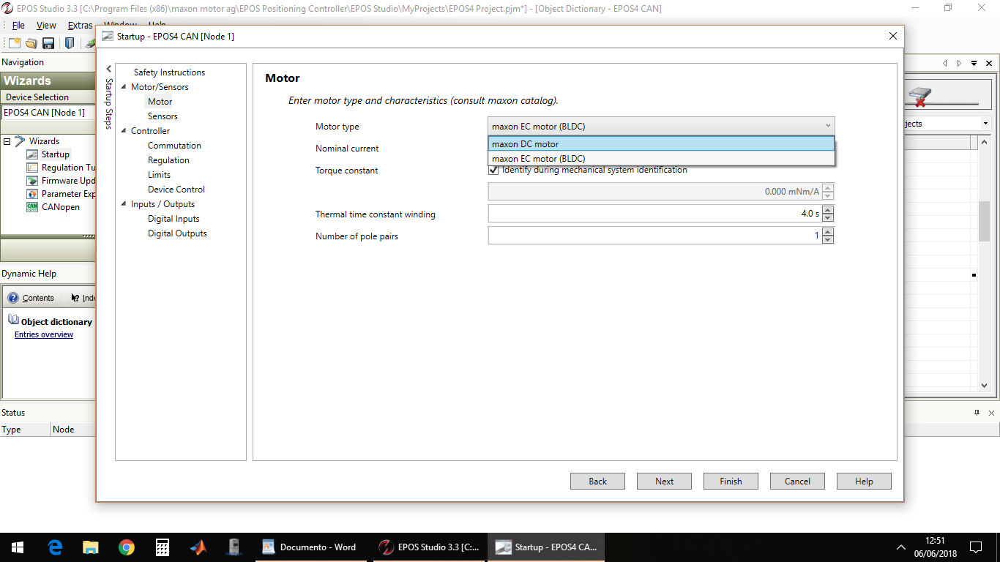 EPOS Studio 3.3 [C:\Program Files (x86)\maxon motor ag\EPOS Positioning Controller\EPOS Studio\MyProjects\EPOS4 Project.pjm*] - [Object Dictionary - EPOS4 CAN]
File View Extras
Startup - EPOS4 CAN [Node 1]
Navigation
Wizards
Device Selection
EPOS4 CAN [Node 1]
Wizards
Startup
Regulation Tu
Firmware Upd
Parameter Exp
CANopen
Dynamic Help
Contents Inde
Object dictionary
Entries overview
Status
Type Node
Startup Steps
Safety Instructions
Motor/Sensors
Motor
Sensors
Controller
Commutation
Regulation
Limits
Device Control
Inputs / Outputs
Digital Inputs
Digital Outputs
Motor
Enter motor type and characteristics (consult maxon catalog).
Motor type maxon EC motor (BLDC)
maxon DC motor
Nominal current
maxon EC motor (BLDC)
Torque constant Identify during mechanical system identification
0.000 mNm/A
Thermal time constant winding 4.0 s
Number of pole pairs 1
Back Next Finish Cancel Help
jects
Documento - Word
EPOS Studio 3.3 [C:...
Startup - EPOS4 CA...
12:51
06/06/2018